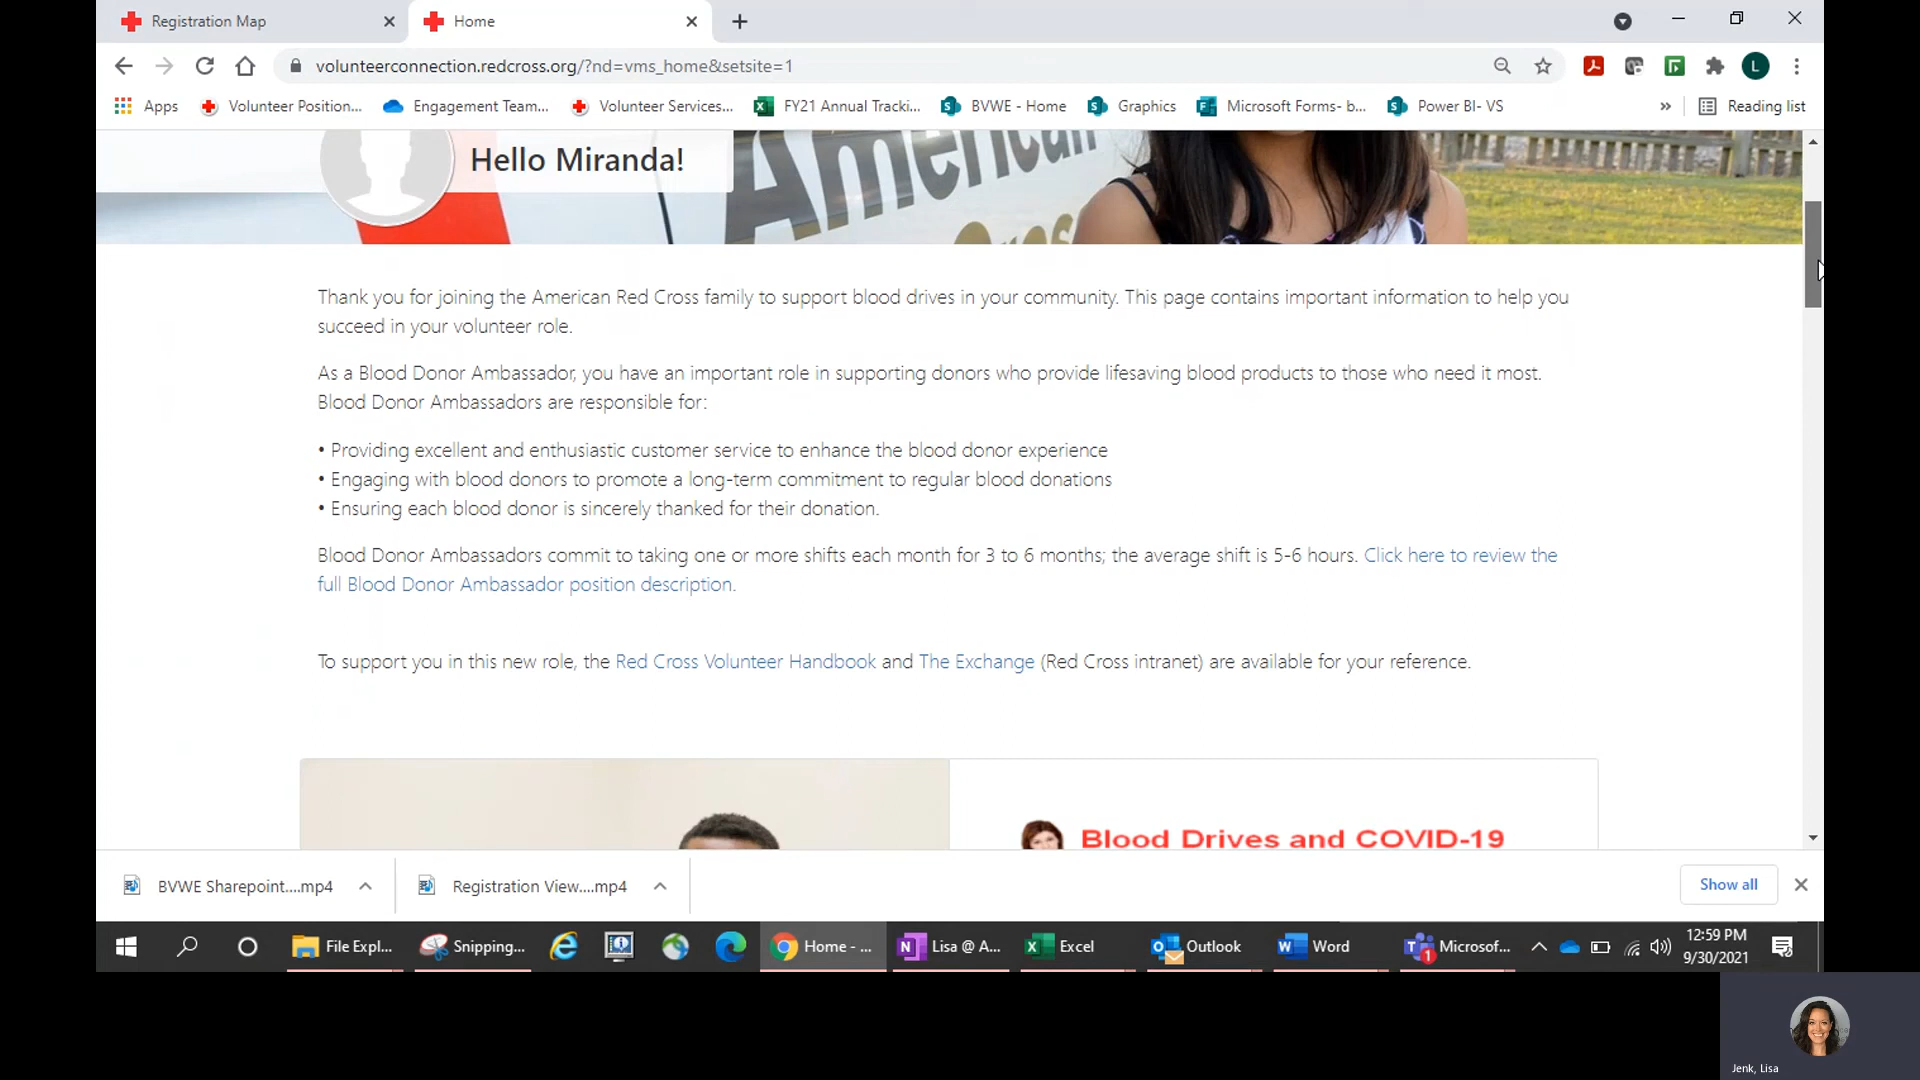 Registration Map
Home
volunteerconnection.redcross.org/?nd=vms_home&setsite=1
L
Apps
Volunteer Position...
Engagement Team...
Volunteer Services...
FY21 Annual Tracki...
BVWE - Home
Graphics
Microsoft Forms- b...
Power BI- VS
»
Reading list
Hello Miranda!
American
Thank you for joining the American Red Cross family to support blood drives in your community. This page contains important information to help you
succeed in your volunteer role.
As a Blood Donor Ambassador, you have an important role in supporting donors who provide lifesaving blood products to those who need it most.
Blood Donor Ambassadors are responsible for:
• Providing excellent and enthusiastic customer service to enhance the blood donor experience
• Engaging with blood donors to promote a long-term commitment to regular blood donations
• Ensuring each blood donor is sincerely thanked for their donation.
Blood Donor Ambassadors commit to taking one or more shifts each month for 3 to 6 months; the average shift is 5-6 hours. Click here to review the
full Blood Donor Ambassador position description.
To support you in this new role, the Red Cross Volunteer Handbook and The Exchange (Red Cross intranet) are available for your reference.
Blood Drives and COVID-19
BVWE Sharepoint....mp4
Registration View....mp4
Show all
File Expl...
Snipping...
Home - ...
Lisa @ A...
Excel
Outlook
Word
1
Microsof...
12:59 PM
9/30/2021
Jenk, Lisa